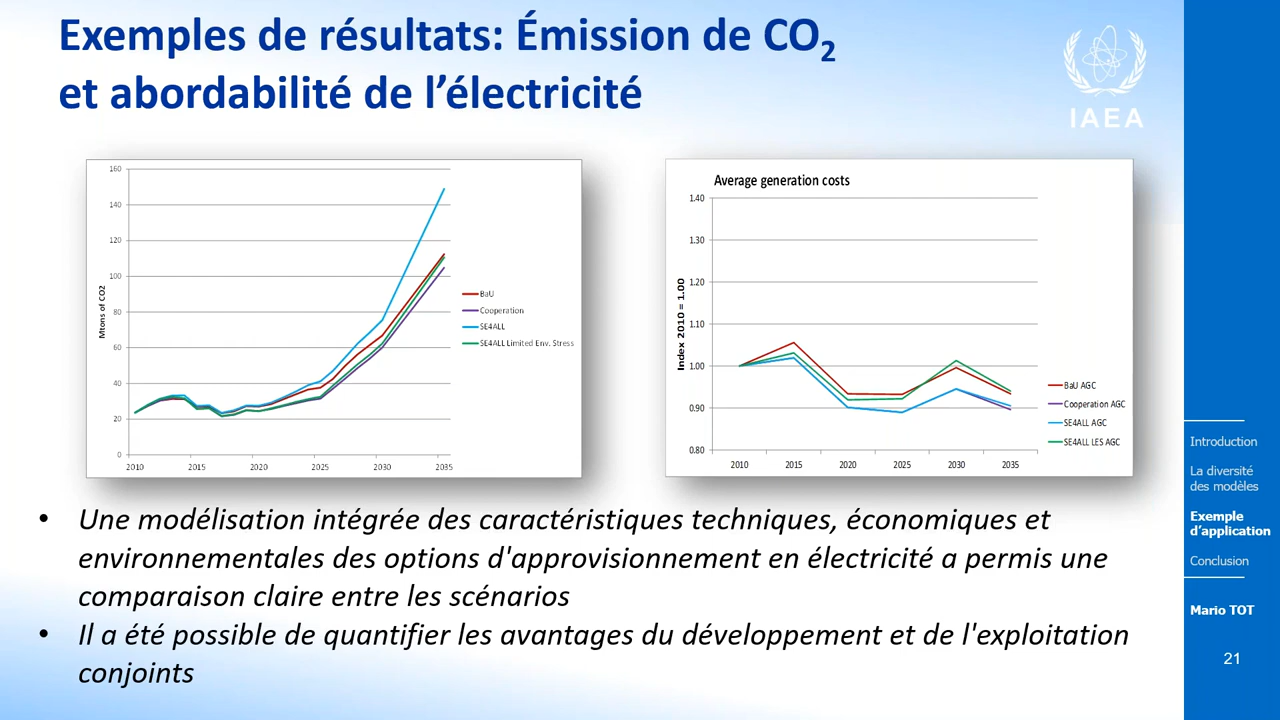 Exemples de résultats: Émission de CO2
et abordabilité de l’électricité
IAEA
160
140
120
100
80
60
40
20
0
Mtons of CO2
2010 2015 2020 2025 2030 2035
BaU
Cooperation
SE4ALL
SE4ALL Limited Env. Stress
Average generation costs
1.40
1.30
1.20
1.10
1.00
0.90
0.80
Index 2010 = 1.00
2010 2015 2020 2025 2030 2035
BaU AGC
Cooperation AGC
SE4ALL AGC
SE4ALL LES AGC
• Une modélisation intégrée des caractéristiques techniques, économiques et
environnementales des options d'approvisionnement en électricité a permis une
comparaison claire entre les scénarios
• Il a été possible de quantifier les avantages du développement et de l'exploitation
conjoints
Introduction
La diversité
des modèles
Exemple
d’application
Conclusion
Mario TOT
21